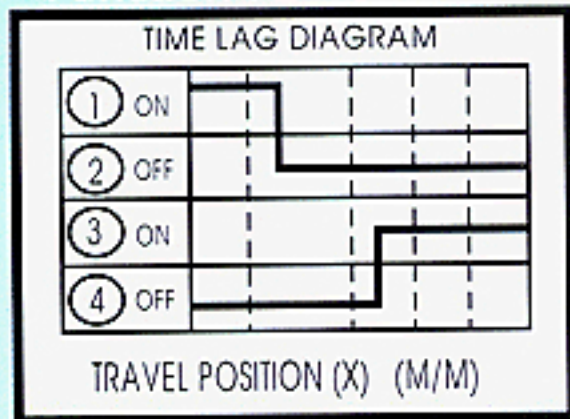 TIME LAG DIAGRAM
1 ON
2 OFF
3 ON
4 OFF
TRAVEL POSITION (X) (M/M)